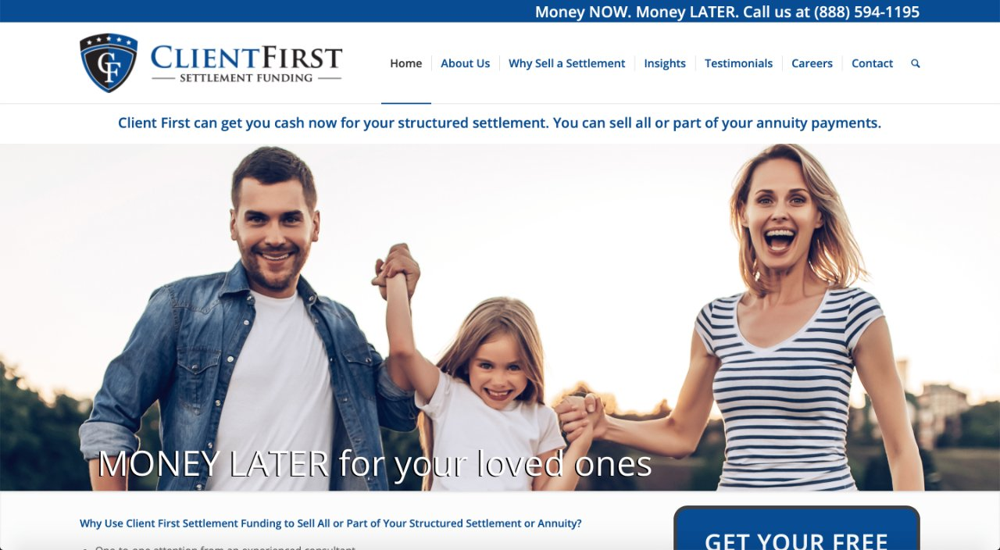 Money NOW. Money LATER. Call us at (888) 594-1195
CF
CLIENTFIRST
SETTLEMENT FUNDING
Home
About Us
Why Sell a Settlement
Insights
Testimonials
Careers
Contact
Client First can get you cash now for your structured settlement. You can sell all or part of your annuity payments.
MONEY LATER for your loved ones
Why Use Client First Settlement Funding to Sell All or Part of Your Structured Settlement or Annuity?
One-to-one attention from an experienced consultant
GET YOUR FREE